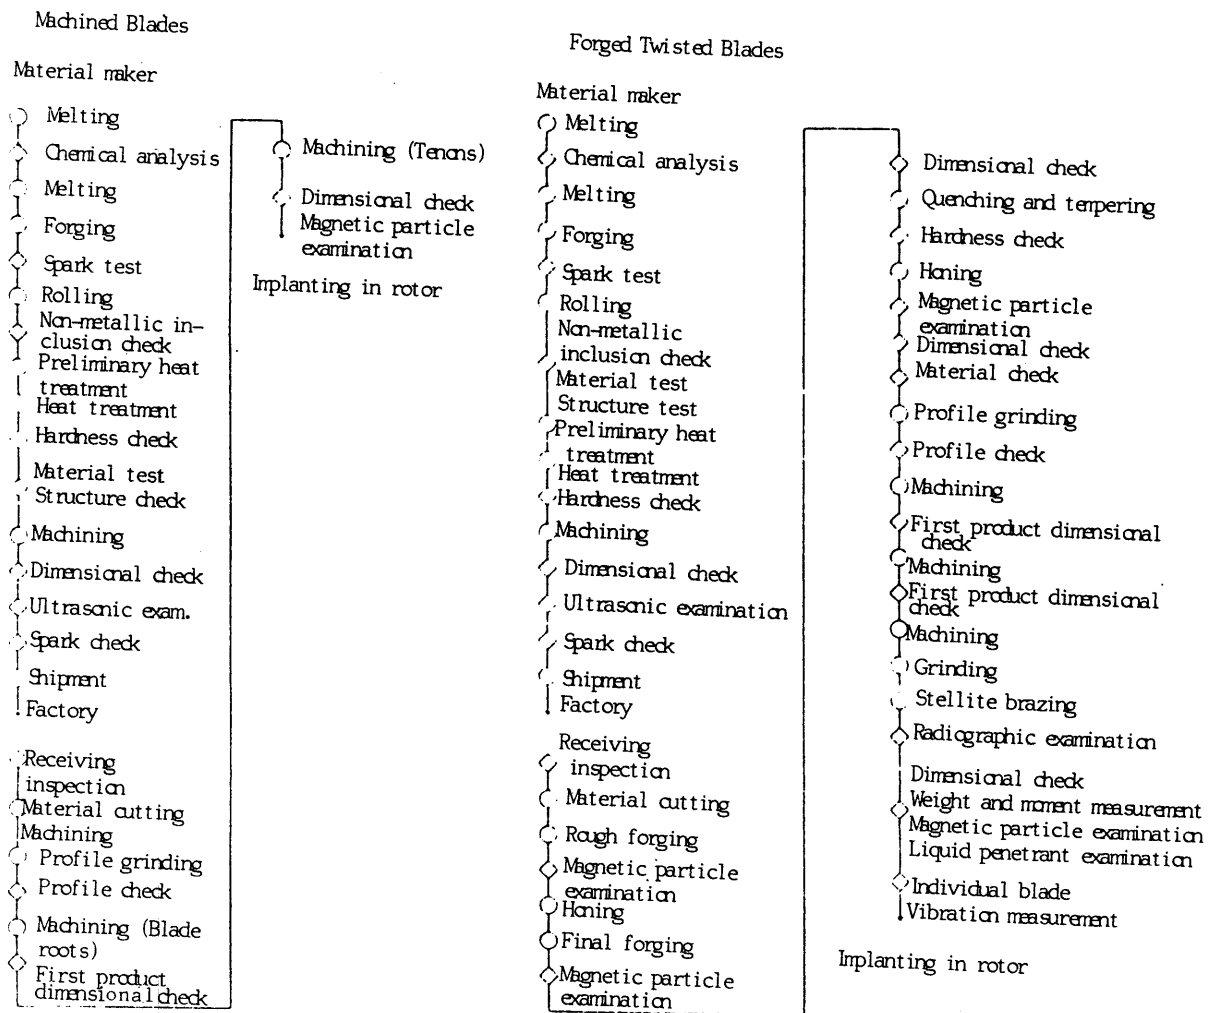 Machined Blades
Material maker
Melting
Chemical analysis
Melting
Forging
Spark test
Rolling
Non-metallic in-
clusion check
Preliminary heat
treatment
Heat treatment
Hardness check
Material test
Structure check
Machining
Dimensional check
Ultrasonic exam.
Spark check
Shipment
Factory
Receiving
inspection
Material cutting
Machining
Profile grinding
Profile check
Machining (Blade
roots)
First product
dimensional check
Machining (Tenons)
Dimensional check
Magnetic particle
examination
Implanting in rotor
Forged Twisted Blades
Material maker
Melting
Chemical analysis
Melting
Forging
Spark test
Rolling
Non-metallic
inclusion check
Material test
Structure test
Preliminary heat
treatment
Heat treatment
Hardness check
Machining
Dimensional check
Ultrasonic examination
Spark check
Shipment
Factory
Receiving
inspection
Material cutting
Rough forging
Magnetic particle
examination
Honing
Final forging
Magnetic particle
examination
Dimensional check
Quenching and tempering
Hardness check
Honing
Magnetic particle
examination
Dimensional check
Material check
Profile grinding
Profile check
Machining
First product dimensional
check
Machining
First product dimensional
check
Machining
Grinding
Stellite brazing
Radiographic examination
Dimensional check
Weight and moment measurement
Magnetic particle examination
Liquid penetrant examination
Individual blade
Vibration measurement
Implanting in rotor